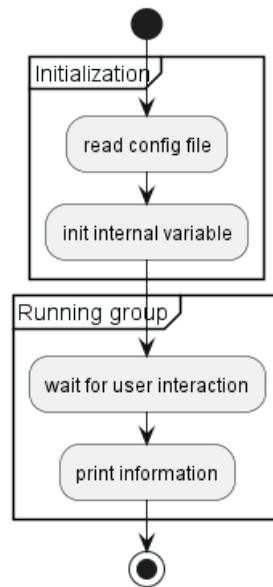 Initialization
read config file
init internal variable
Running group
wait for user interaction
print information